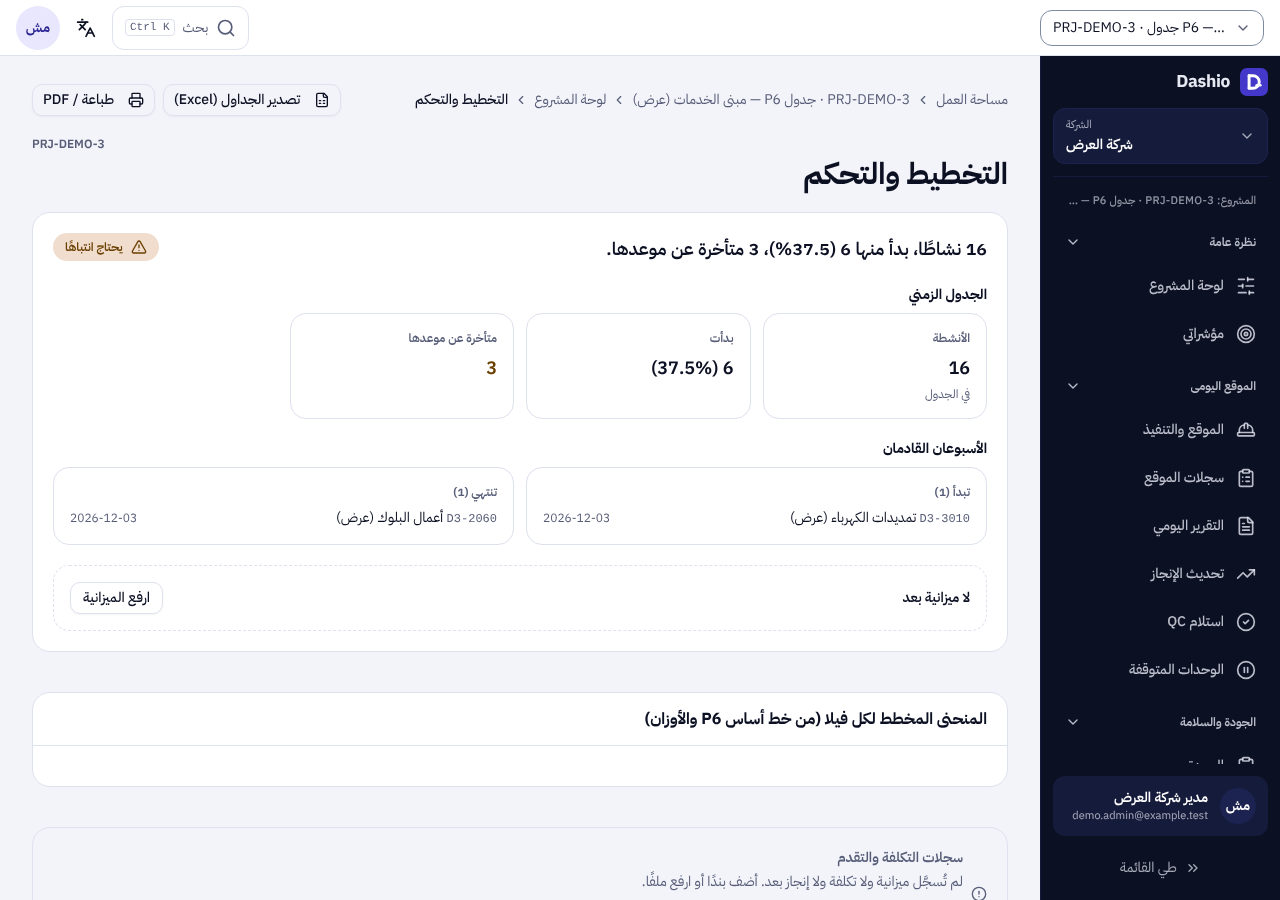 PRJ-DEMO-3 · جدول P6 —...
بحث Ctrl K
مش
Dashio
الشركة
شركة العرض
المشروع: PRJ-DEMO-3 · جدول P6 — ...
نظرة عامة
لوحة المشروع
مؤشراتي
الموقع اليومي
الموقع والتنفيذ
سجلات الموقع
التقرير اليومي
تحديث الإنجاز
استلام QC
الوحدات المتوقفة
الجودة والسلامة
مش
مدير شركة العرض
demo.admin@example.test
طي القائمة
مساحة العمل
PRJ-DEMO-3 · جدول P6 — مبنى الخدمات (عرض)
لوحة المشروع
التخطيط والتحكم
تصدير الجداول (Excel)
طباعة / PDF
PRJ-DEMO-3
التخطيط والتحكم
16 نشاطًا، بدأ منها 6 (37.5%)، 3 متأخرة عن موعدها.
يحتاج انتباهًا
الجدول الزمني
الأنشطة
16
في الجدول
بدأت
6 (37.5%)
متأخرة عن موعدها
3
الأسبوعان القادمان
تبدأ (1)
D3-3010 تمديدات الكهرباء (عرض) 2026-12-03
تنتهي (1)
D3-2060 أعمال البلوك (عرض) 2026-12-03
لا ميزانية بعد
ارفع الميزانية
المنحنى المخطط لكل فيلا (من خط أساس P6 والأوزان)
سجلات التكلفة والتقدم
لم تُسجَّل ميزانية ولا تكلفة ولا إنجاز بعد. أضف بندًا أو ارفع ملفًا.